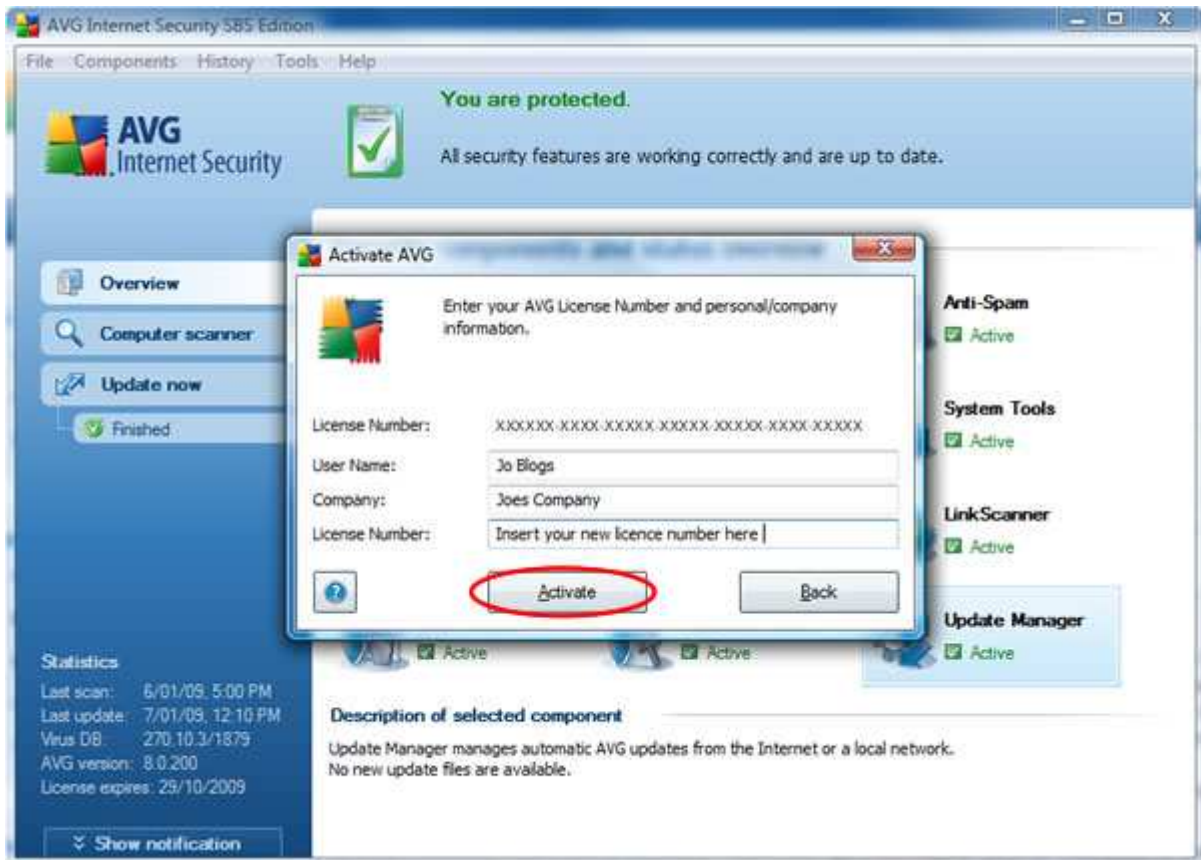 AVG Internet Security SBS Edition
File Components History Tools Help
AVG
Internet Security
You are protected.
All security features are working correctly and are up to date.
Overview
Computer scanner
Update now
Finished
Activate AVG
Enter your AVG License Number and personal/company
information.
License Number: XXXXXX-XXXX-XXXXX-XXXXX-XXXXX-XXXX-XXXXX
User Name: Jo Blogs
Company: Joes Company
License Number: Insert your new licence number here
Activate Back
Anti-Spam
Active
System Tools
Active
LinkScanner
Active
Update Manager
Active Active Active
Statistics
Last scan: 6/01/09, 5:00 PM
Last update: 7/01/09, 12:10 PM
Virus DB: 270.10.3/1879
AVG version: 8.0.200
License expires: 29/10/2009
Show notification
Description of selected component
Update Manager manages automatic AVG updates from the Internet or a local network.
No new update files are available.